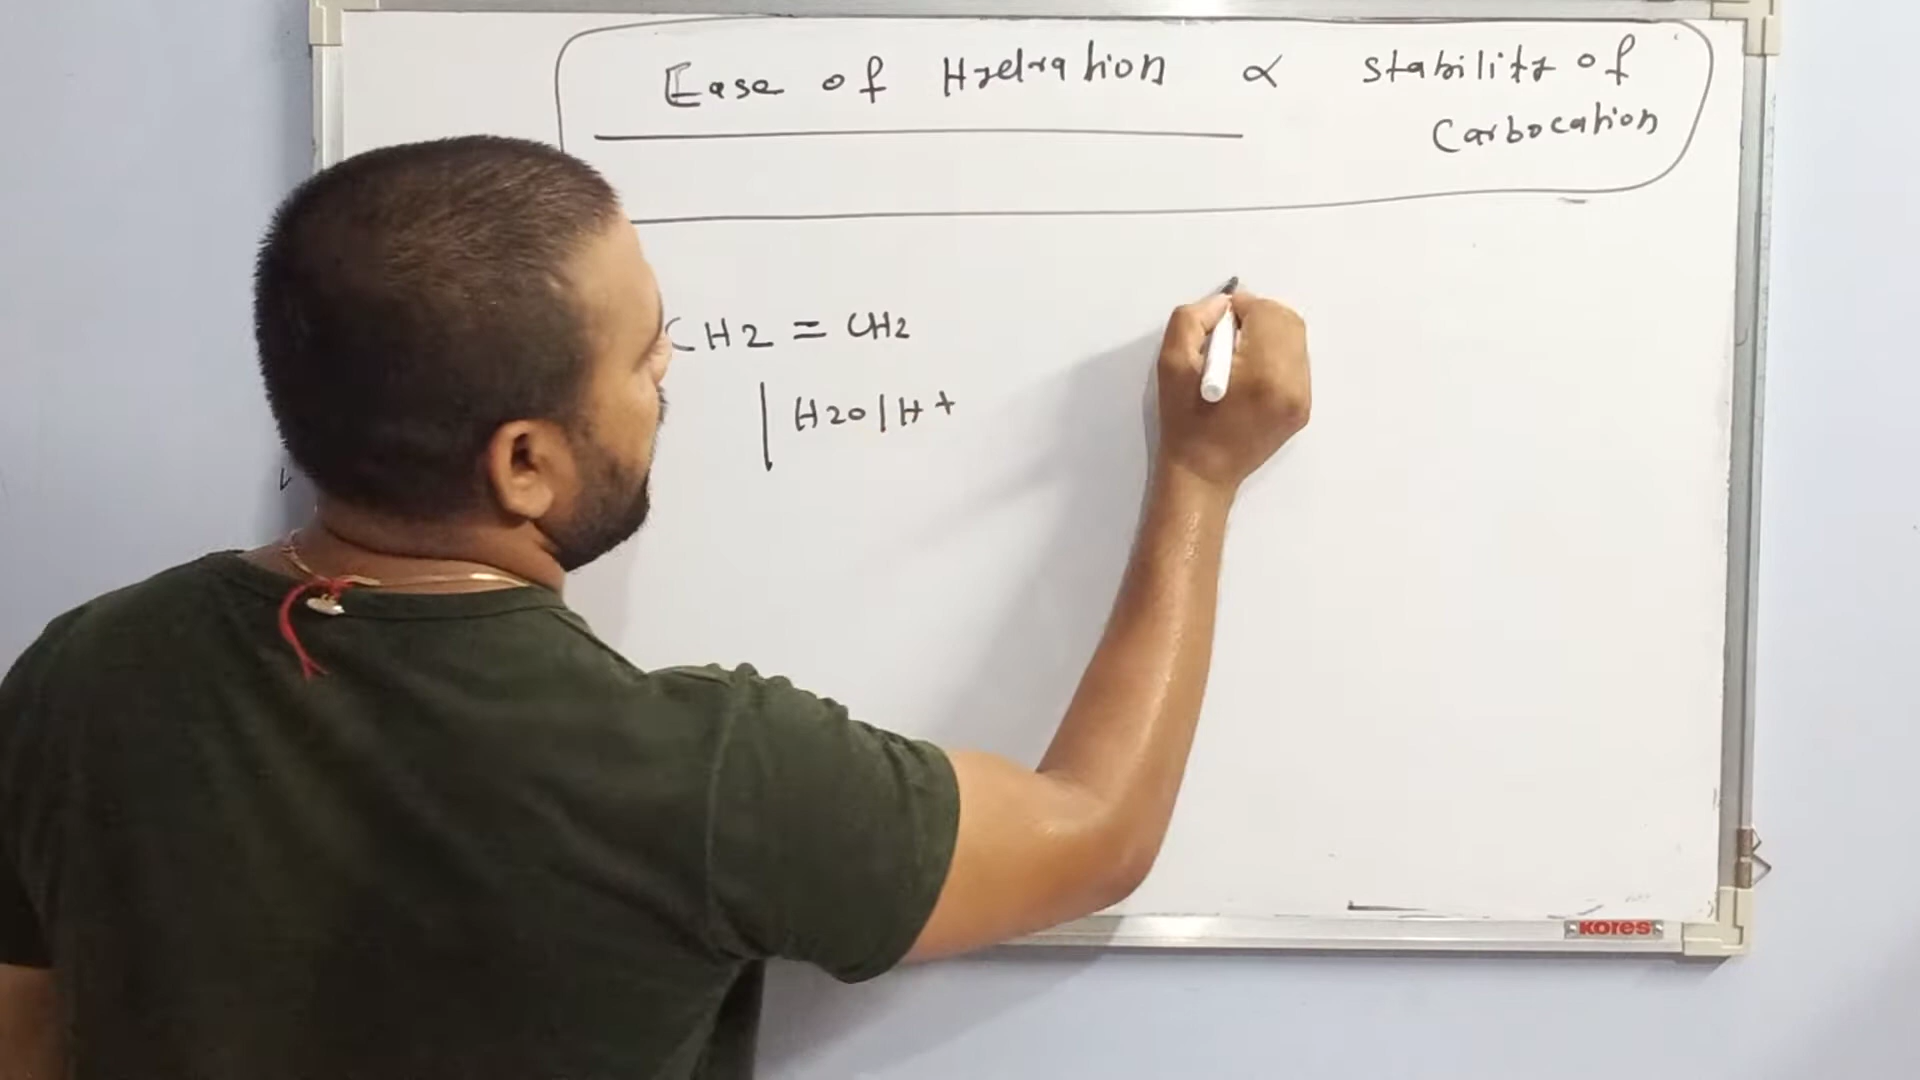 Ease of Hydration ∝ stability of
Carbocation
CH2 = CH2
| H2O | H +
KOReS